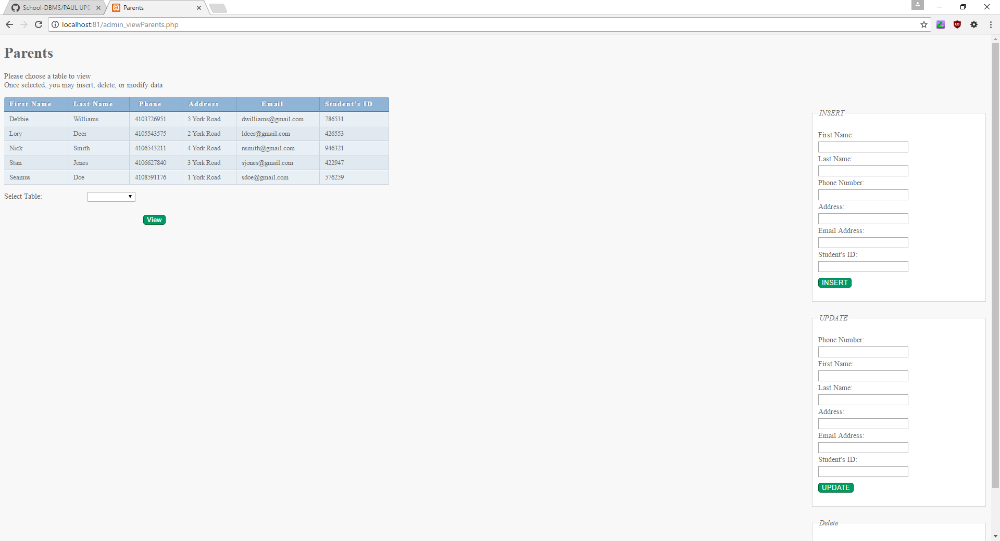 School-DBMS/PAUL UPD
Parents
localhost:81/admin_viewParents.php
Parents
Please choose a table to view
Once selected, you may insert, delete, or modify data
First Name Last Name Phone Address Email Student's ID
Debbie Williams 4103726951 5 York Road dwilliams@gmail.com 786531
Lory Deer 4105543575 2 York Road ldeer@gmail.com 426553
Nick Smith 4106543211 4 York Road nsmith@gmail.com 946321
Stan Jones 4106627840 3 York Road sjones@gmail.com 422947
Seamus Doe 4108591176 1 York Road sdoe@gmail.com 576259
Select Table:
View
INSERT
First Name:
Last Name:
Phone Number:
Address:
Email Address:
Student's ID:
INSERT
UPDATE
Phone Number:
First Name:
Last Name:
Address:
Email Address:
Student's ID:
UPDATE
Delete